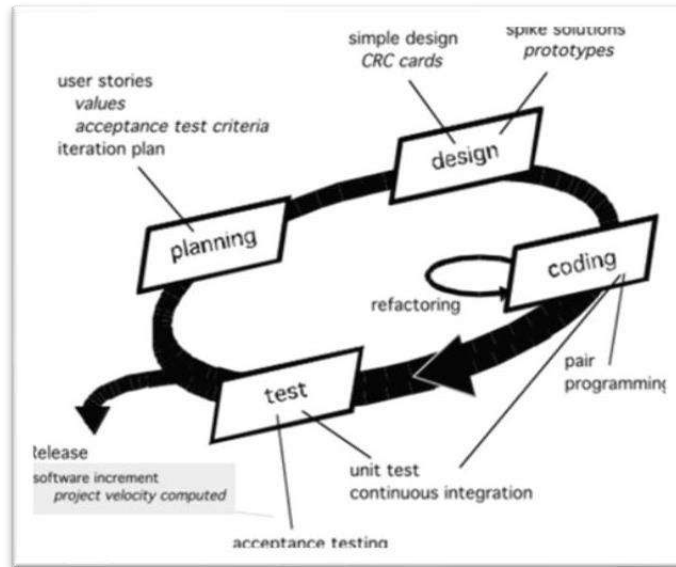 simple design
CRC cards
spike solutions
prototypes
user stories
values
acceptance test criteria
iteration plan
design
planning
coding
refactoring
test
pair
programming
Release
software increment
project velocity computed
unit test
continuous integration
acceptance testing